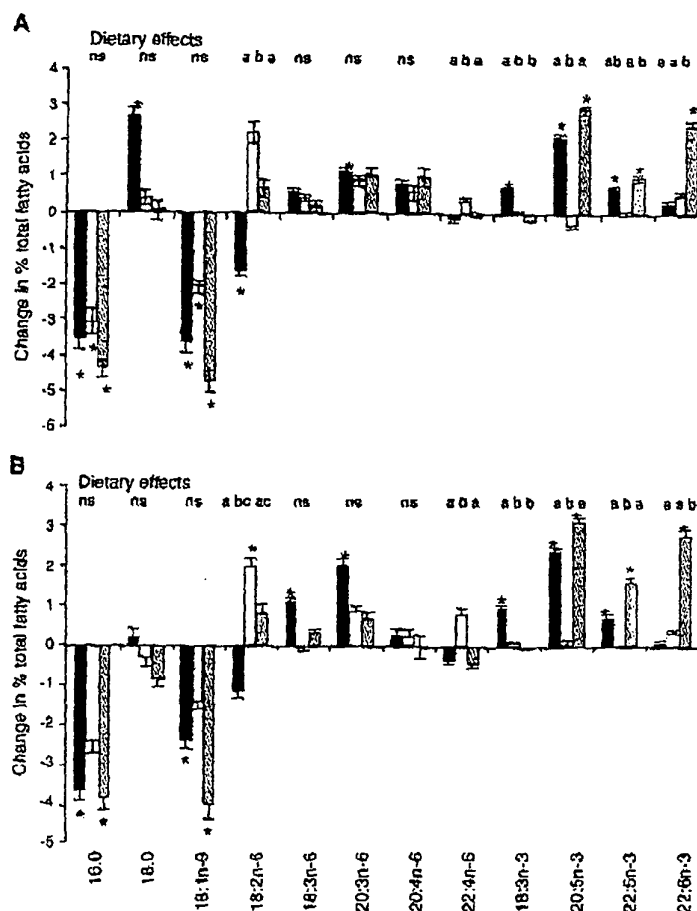 A
Dietary effects
ns ns ns a b a ns ns ns a b a a b b a b a ab a b a a b
4
3
2
1
0
-1
-2
-3
-4
-5
-6
Change in % total fatty acids
B
Dietary effects
ns ns ns a bc ac ns ns ns a b a a b b a b a a b a a a b
4
3
2
1
0
-1
-2
-3
-4
-5
Change in % total fatty acids
16.0
18.0
18:1n-9
18:2n-6
18:3n-6
20:3n-6
20:4n-6
22:4n-6
18:3n-3
20:5n-3
22:5n-3
22:6n-3